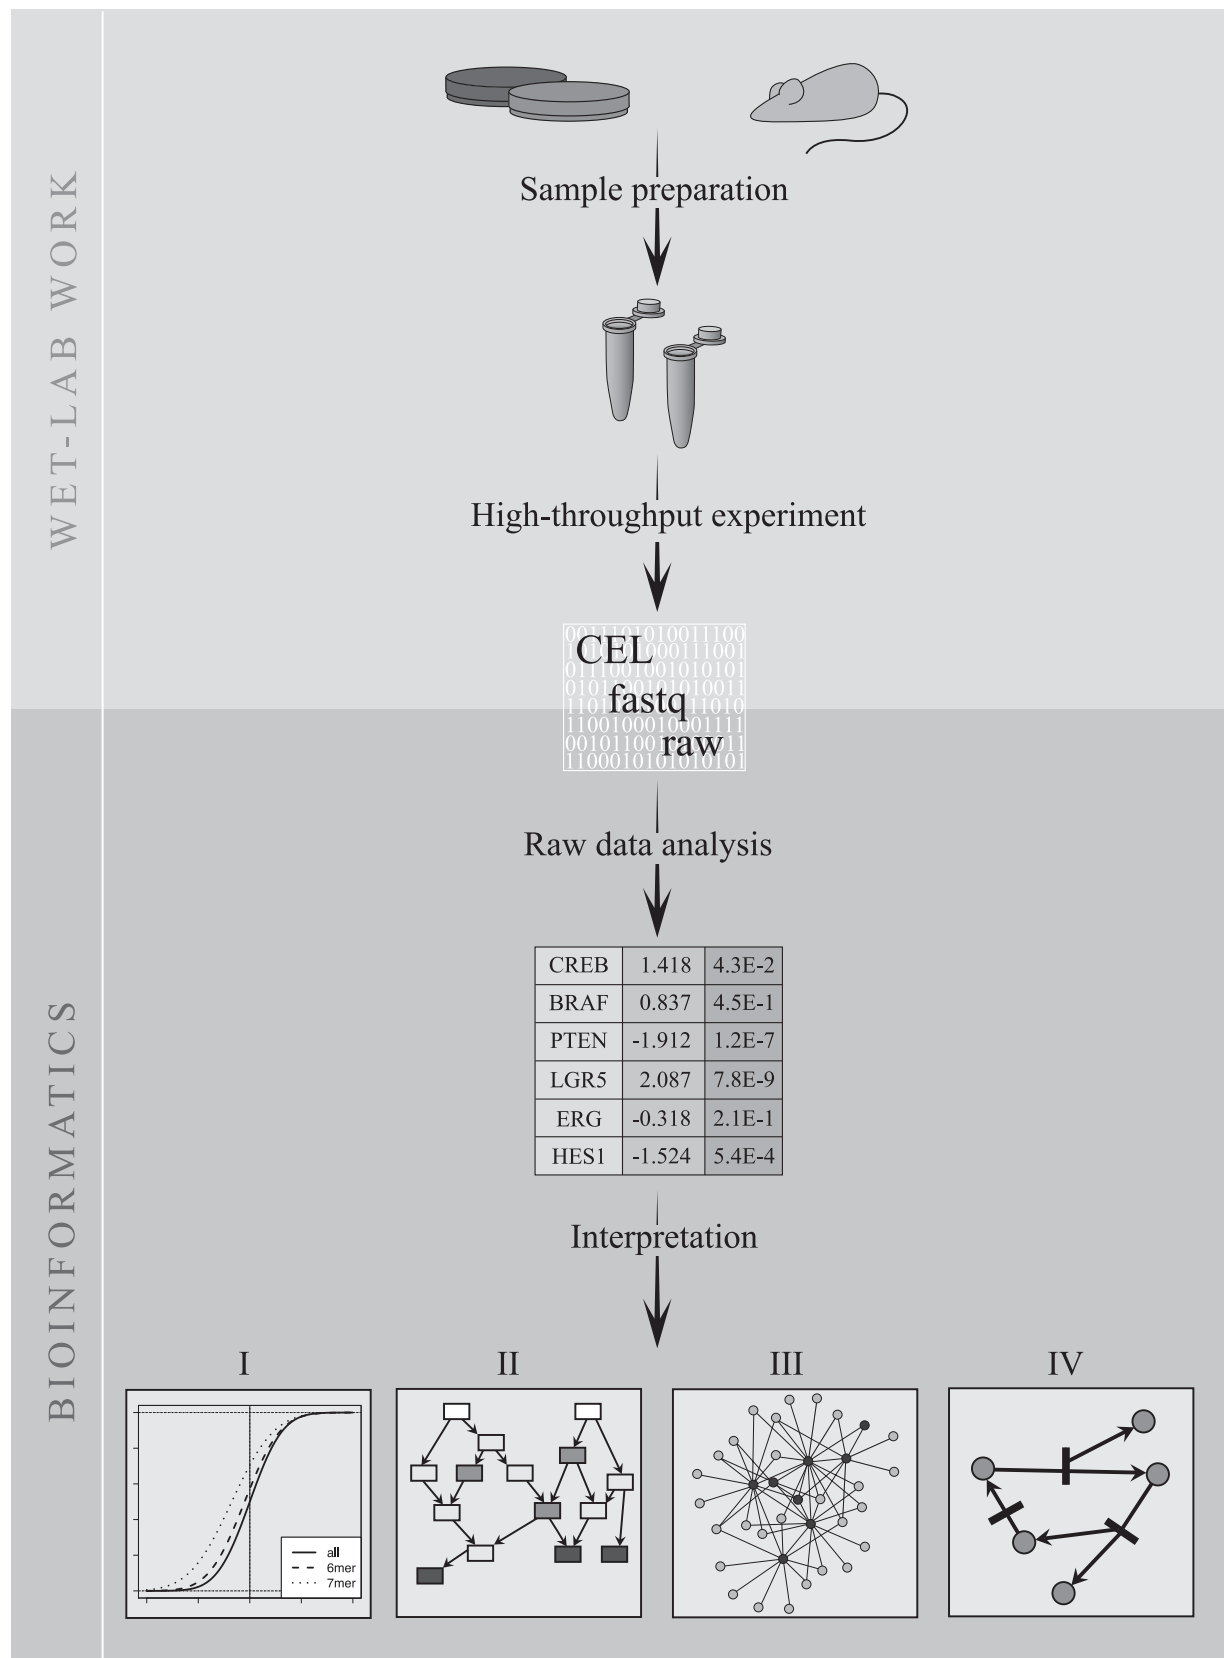 WET-LAB WORK
Sample preparation
High-throughput experiment
CEL
fastq
raw
BIOINFORMATICS
Raw data analysis
CREB 1.418 4.3E-2
BRAF 0.837 4.5E-1
PTEN -1.912 1.2E-7
LGR5 2.087 7.8E-9
ERG -0.318 2.1E-1
HES1 -1.524 5.4E-4
Interpretation
I II III IV
all
6mer
7mer